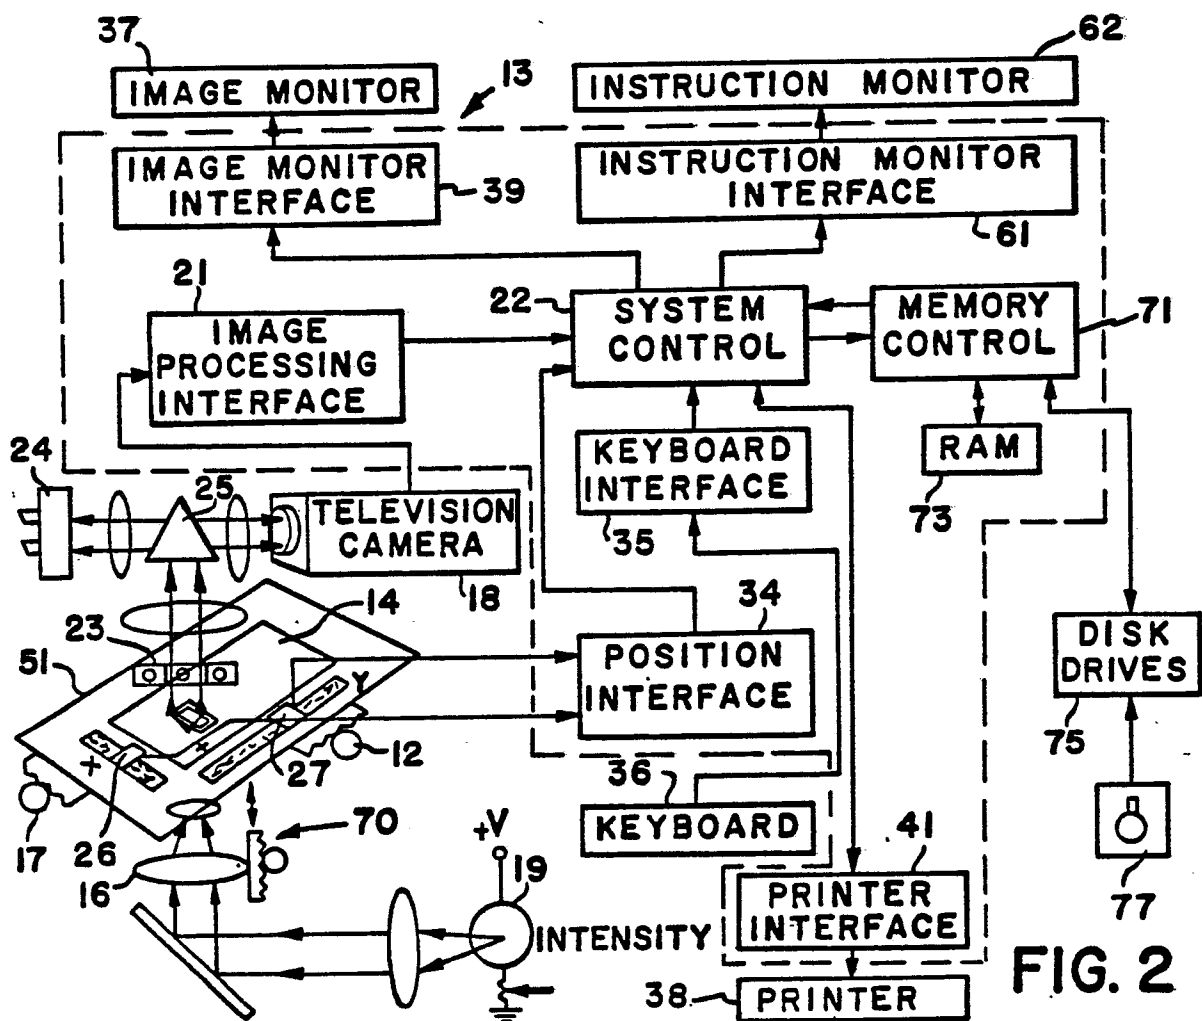 37
IMAGE MONITOR
13
62
INSTRUCTION MONITOR
IMAGE MONITOR
INTERFACE
39
INSTRUCTION MONITOR
INTERFACE
61
21
IMAGE
PROCESSING
INTERFACE
22
SYSTEM
CONTROL
MEMORY
CONTROL
71
KEYBOARD
INTERFACE
35
RAM
73
24
25
TELEVISION
CAMERA
18
23
14
51
34
POSITION
INTERFACE
DISK
DRIVES
75
Y
X
+
12
27
26
17
36
KEYBOARD
70
16
+V
19
INTENSITY
41
PRINTER
INTERFACE
77
38
PRINTER
FIG. 2